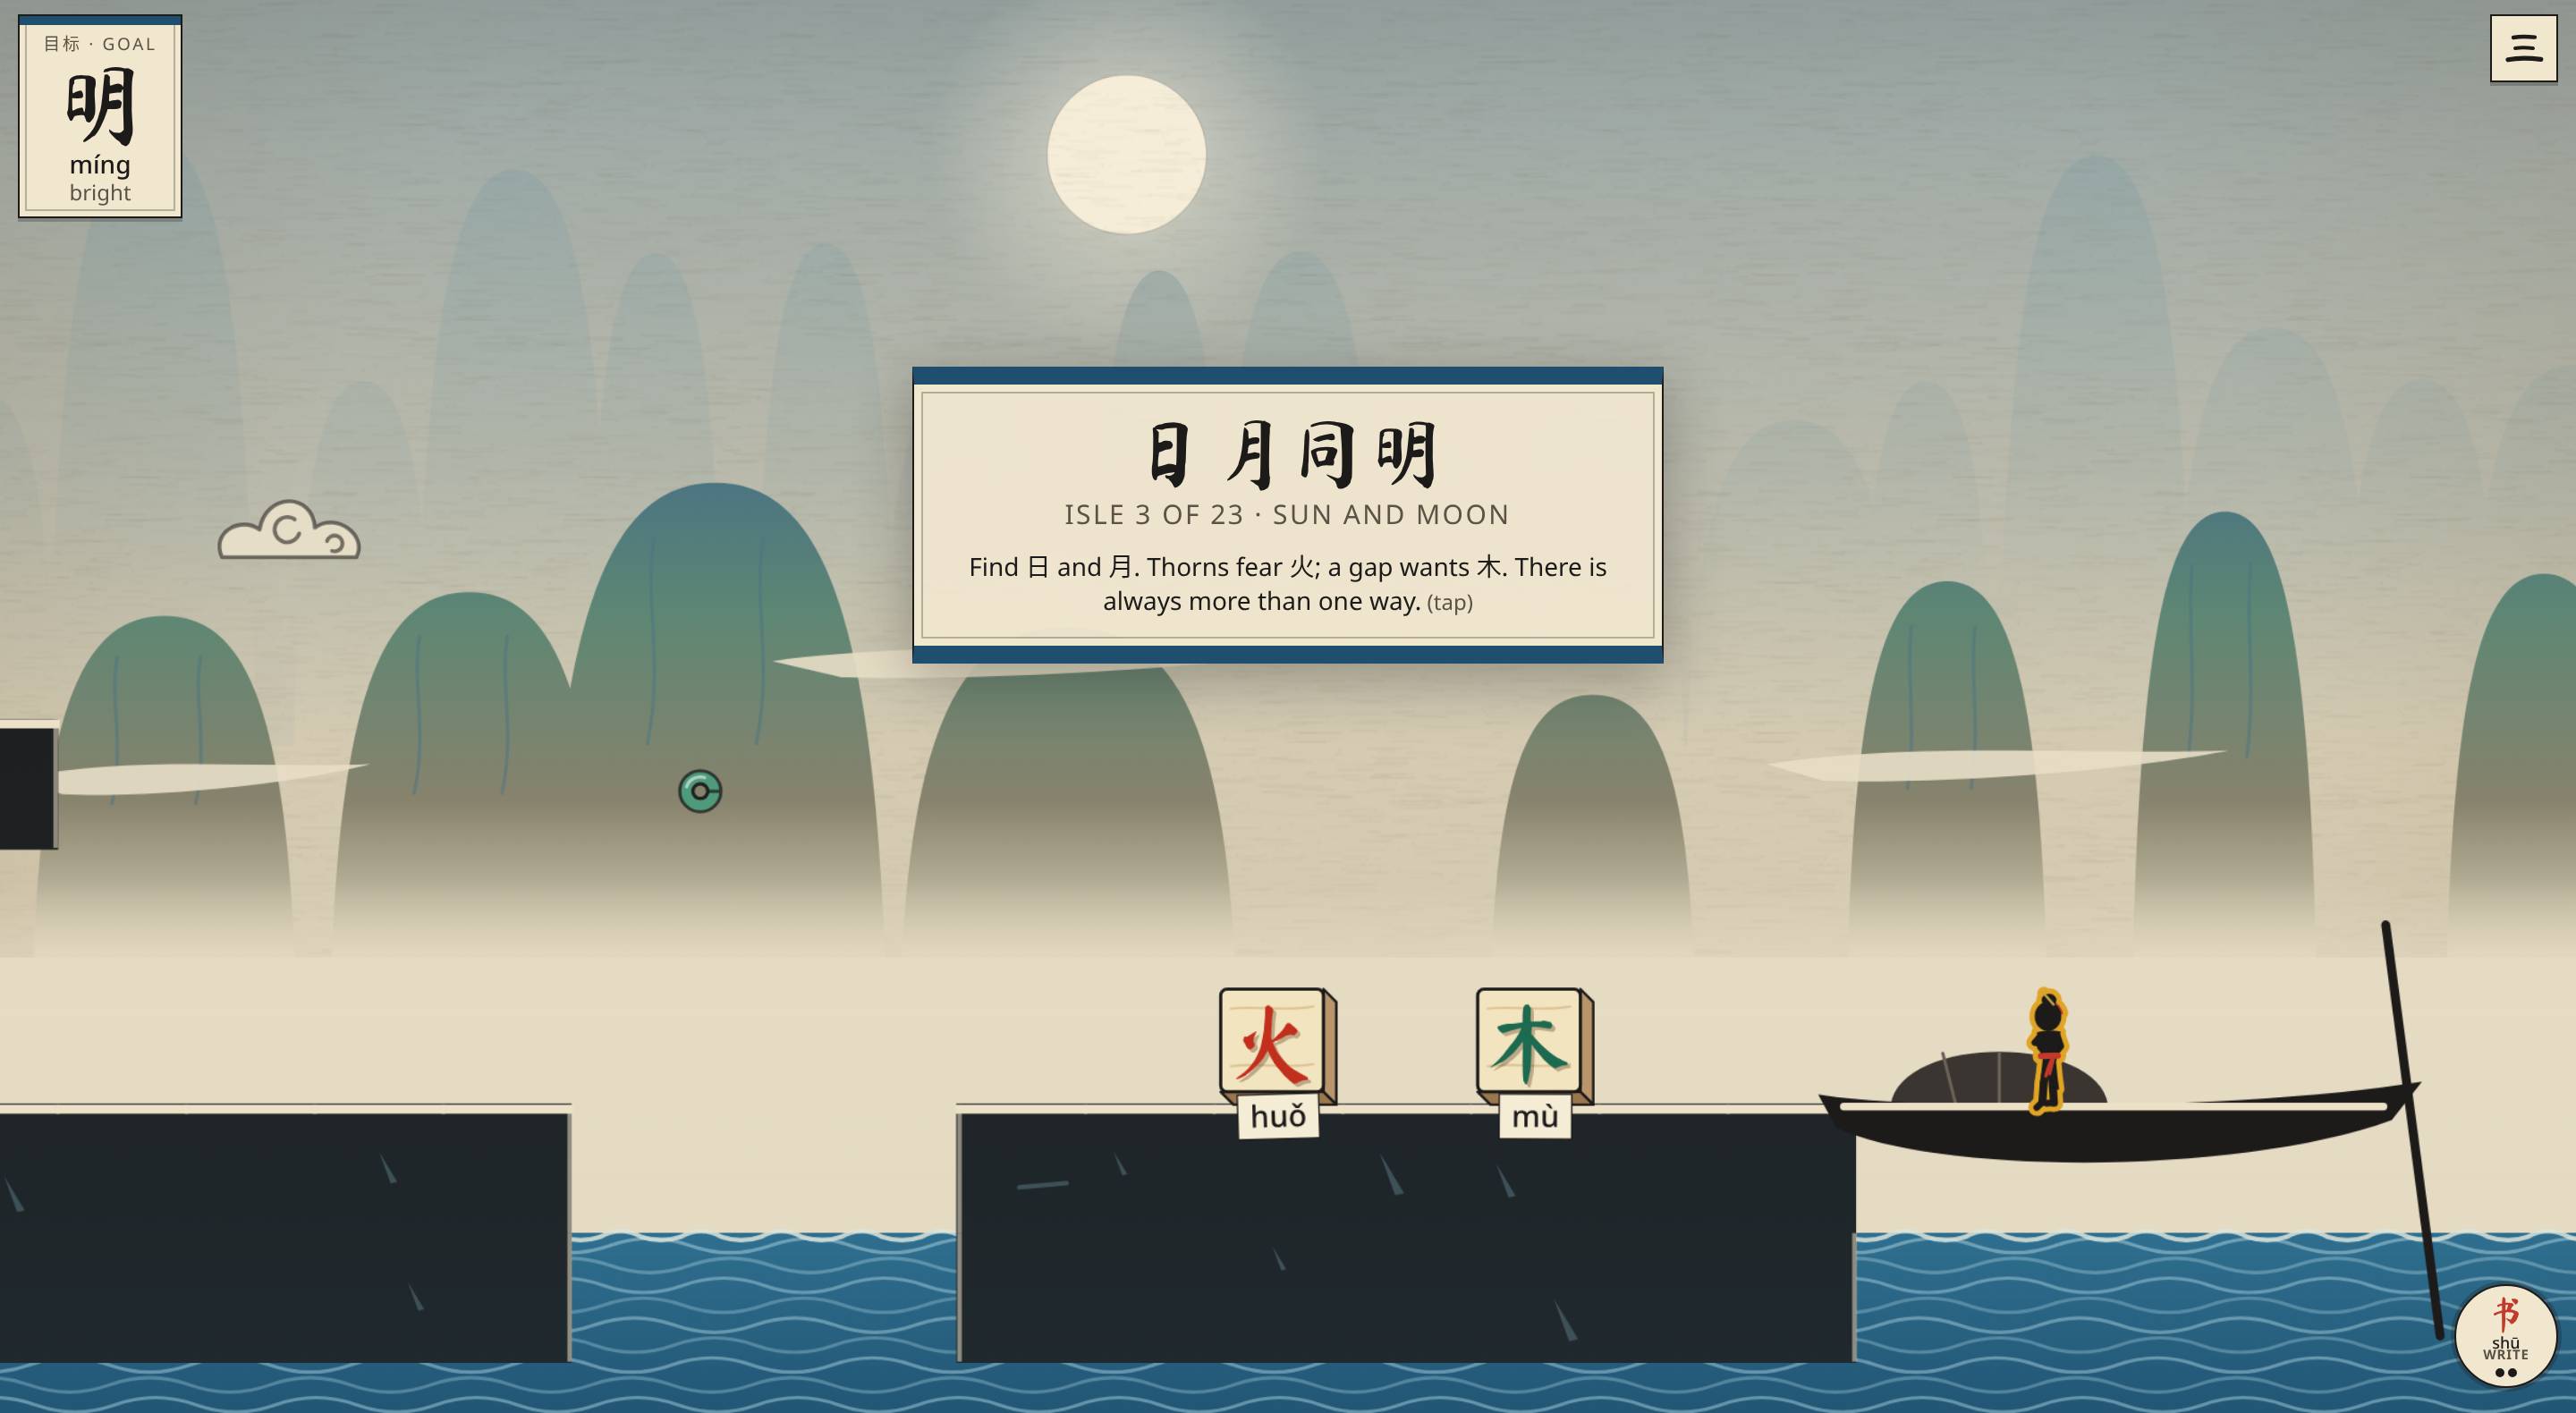 目标 · GOAL
明
míng
bright
三
日月同明
ISLE 3 OF 23 · SUN AND MOON
Find 日 and 月. Thorns fear 火; a gap wants 木. There is
always more than one way. (tap)
火
huǒ
木
mù
书
shū
WRITE